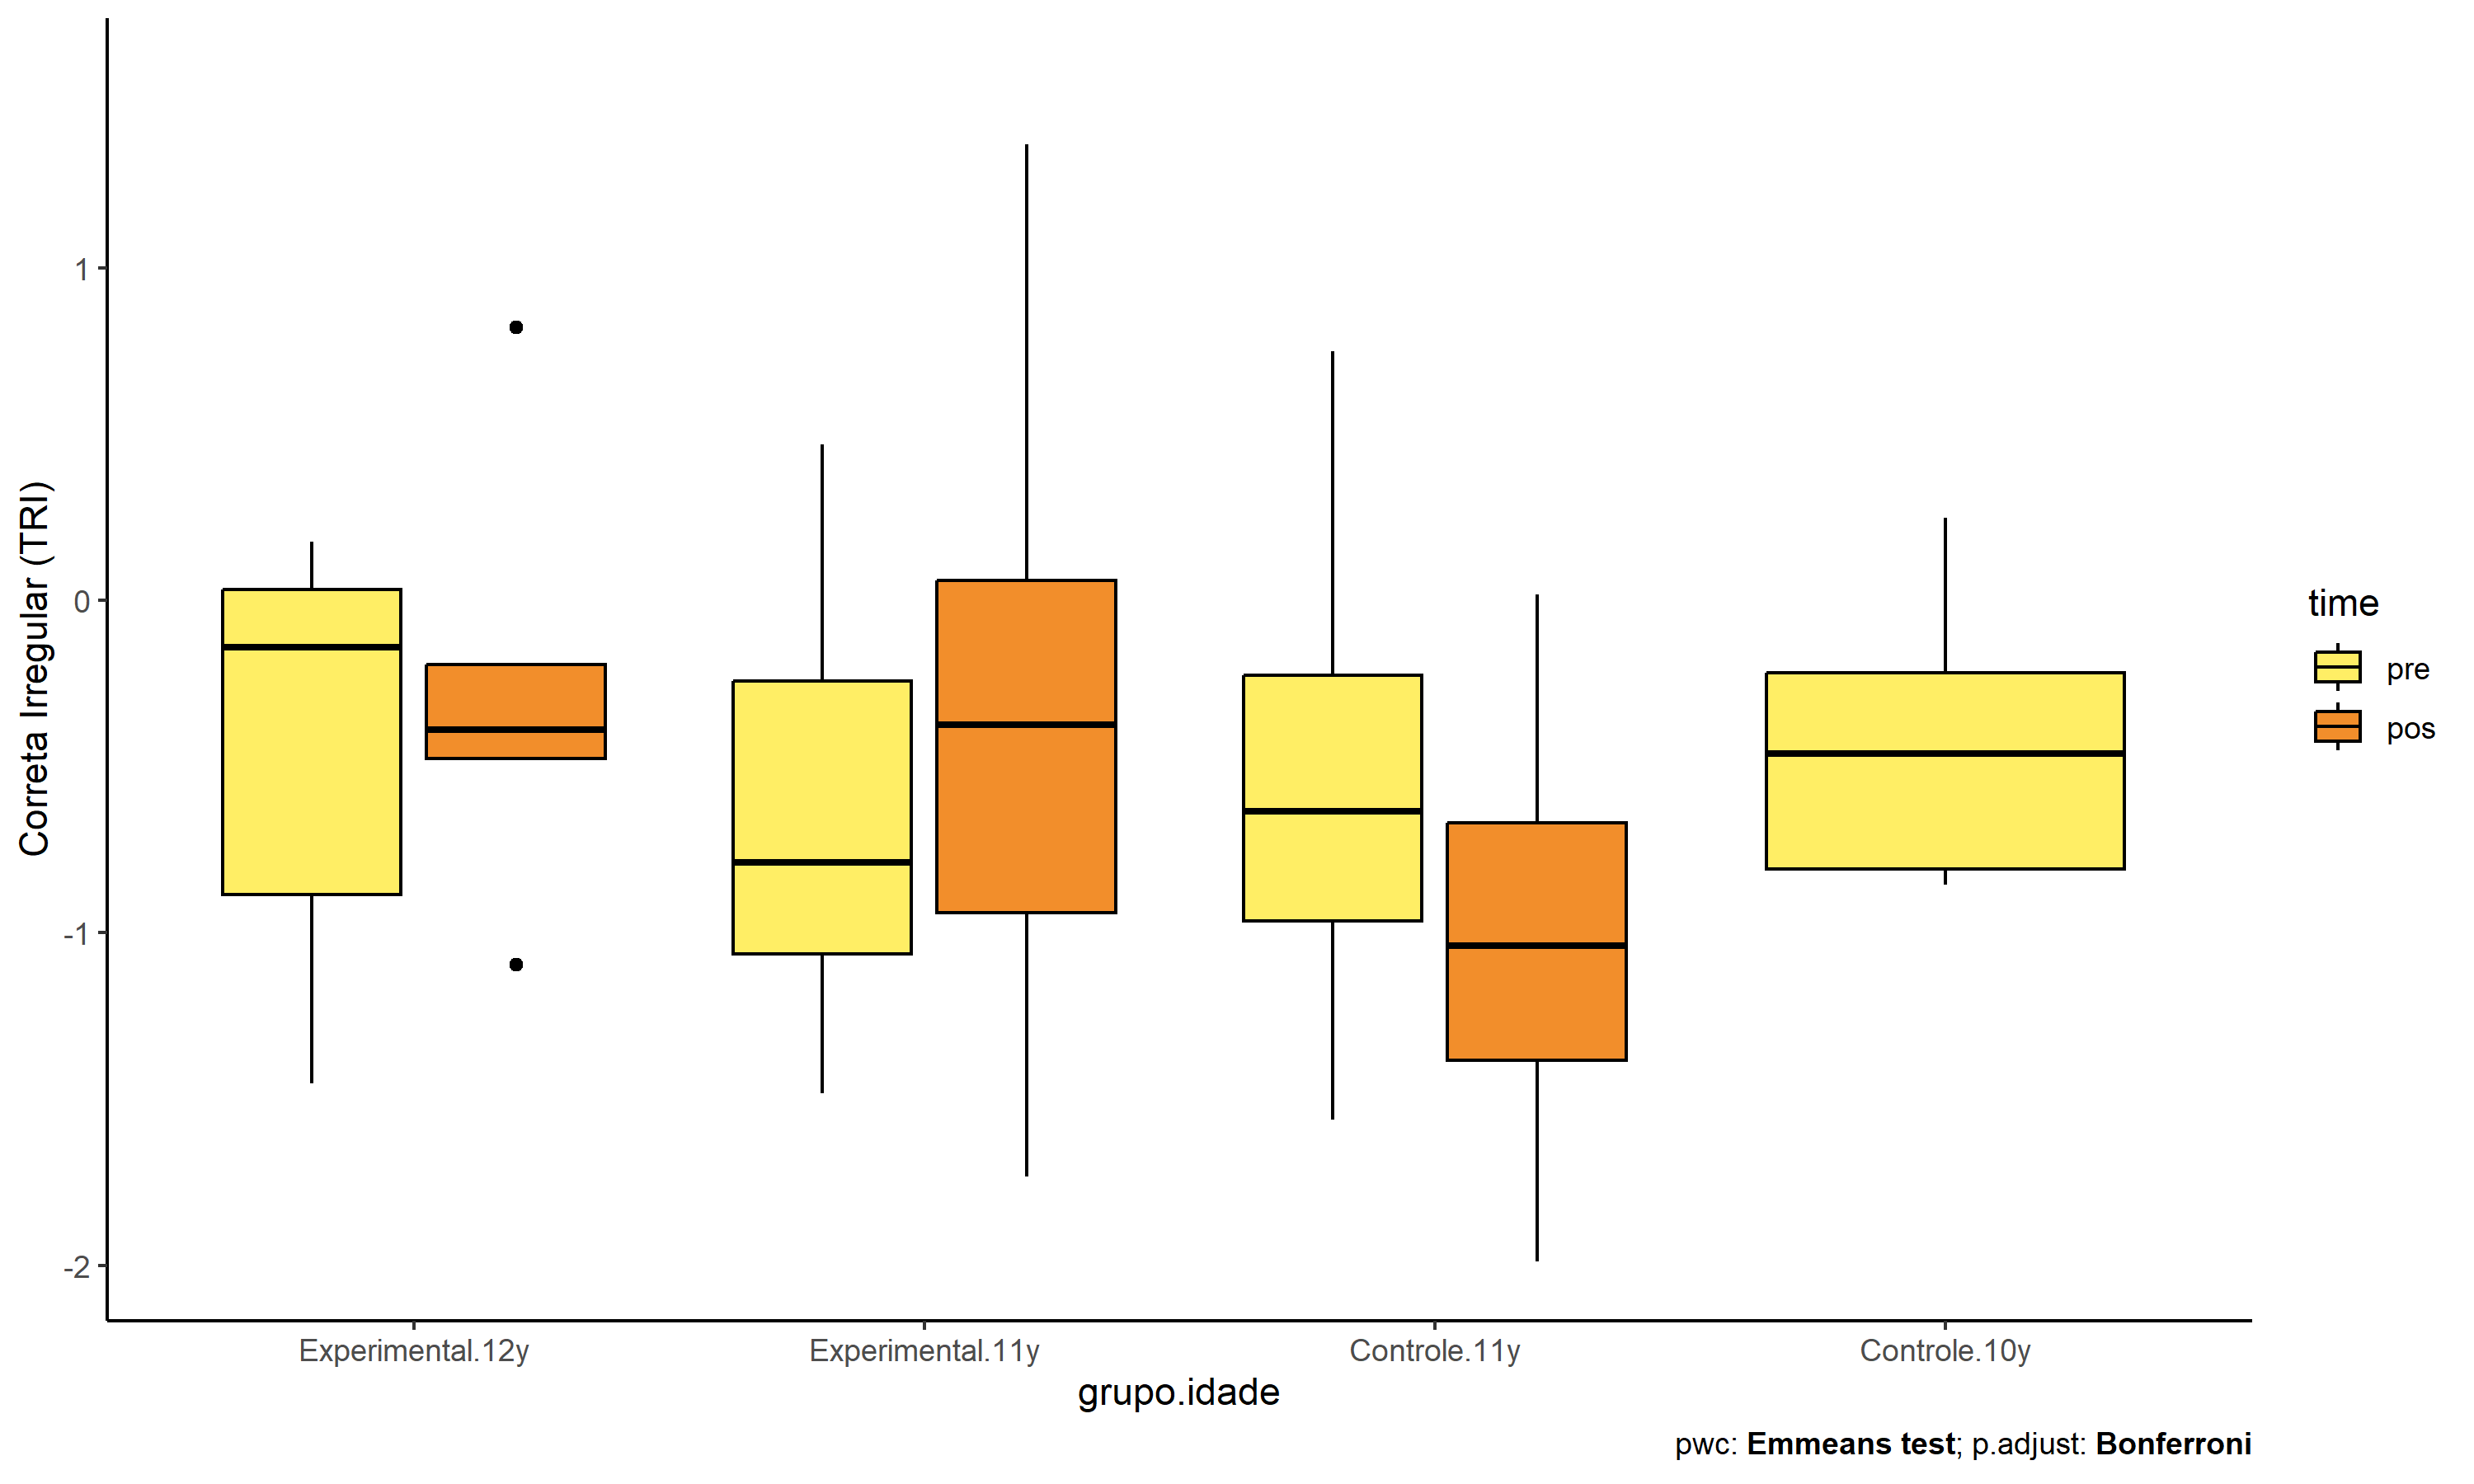 Correta Irregular (TRI)
1
0
-1
-2
Experimental.12y
Experimental.11y
Controle.11y
Controle.10y
grupo.idade
time
pre
pos
pwc: Emmeans test; p.adjust: Bonferroni